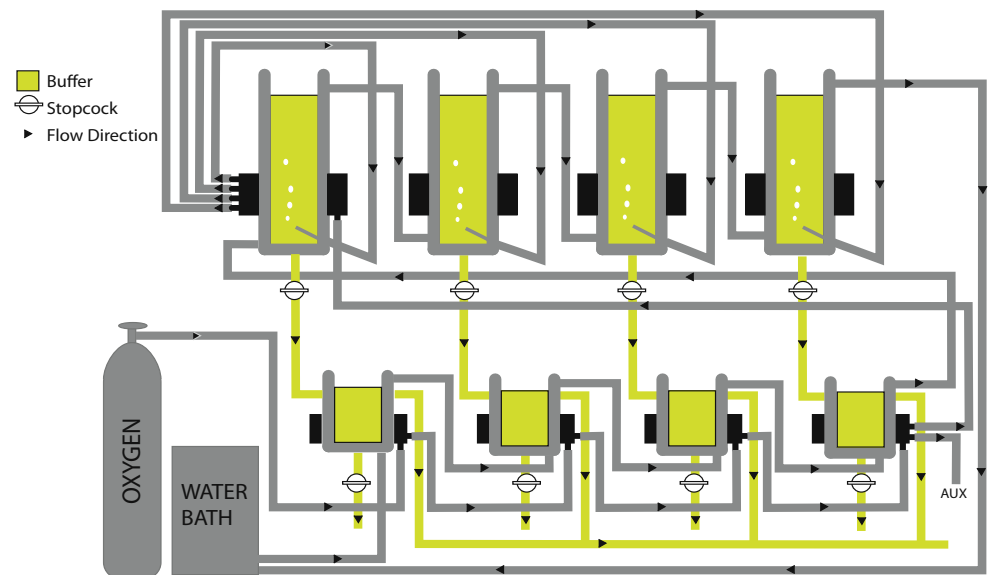 Buffer
Stopcock
Flow Direction
OXYGEN
WATER
BATH
AUX